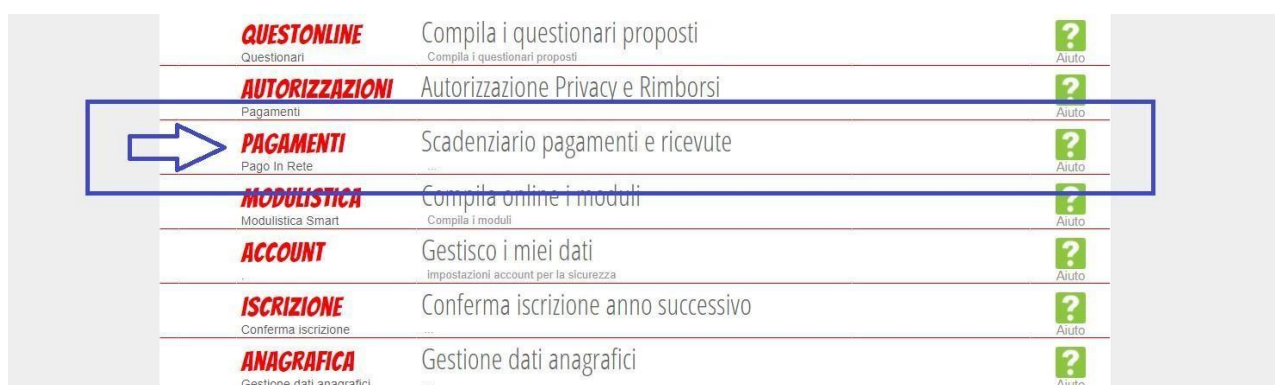 QUESTONLINE Compila i questionari proposti ?
Questionari Compila i questionari proposti Aiuto
AUTORIZZAZIONI Autorizzazione Privacy e Rimborsi ?
Pagamenti Aiuto
PAGAMENTI Scadenziario pagamenti e ricevute ?
Pago In Rete ... Aiuto
MODULISTICA Compila online i moduli ?
Modulistica Smart Compila i moduli Aiuto
ACCOUNT Gestisco i miei dati ?
. impostazioni account per la sicurezza Aiuto
ISCRIZIONE Conferma iscrizione anno successivo ?
Conferma iscrizione ... Aiuto
ANAGRAFICA Gestione dati anagrafici ?
Gestione dati anagrafici Aiuto